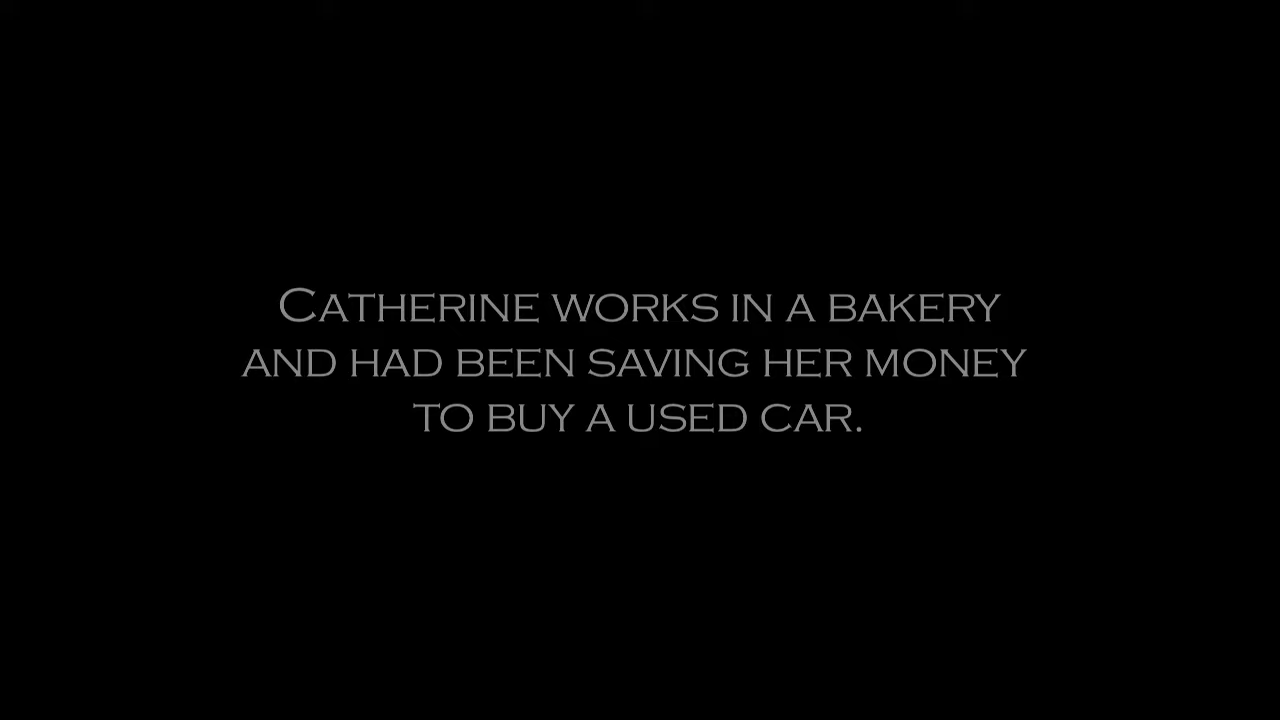 Catherine works in a bakery
and had been saving her money
to buy a used car.